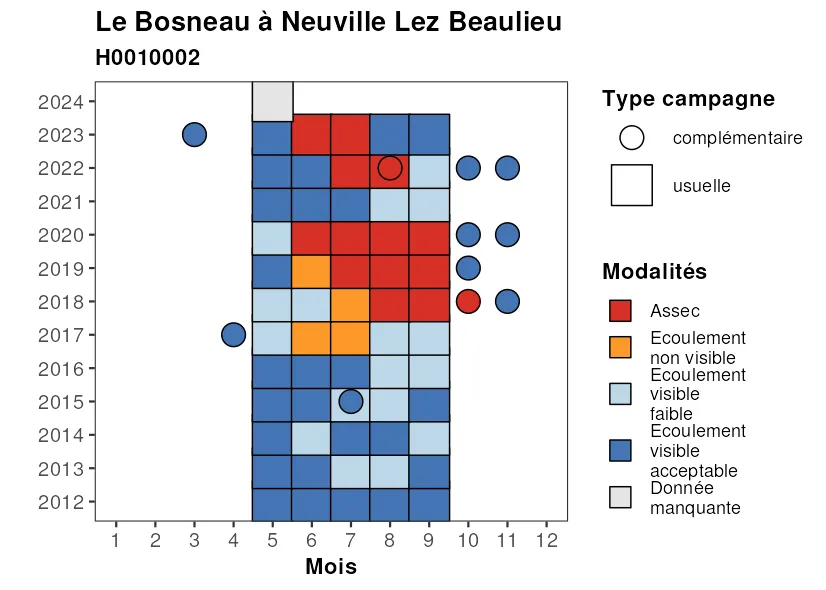 Le Bosneau à Neuville Lez Beaulieu
H0010002
2024
2023
2022
2021
2020
2019
2018
2017
2016
2015
2014
2013
2012
1 2 3 4 5 6 7 8 9 10 11 12
Mois
Type campagne
complémentaire
usuelle
Modalités
Assec
Ecoulement
non visible
Ecoulement
visible
faible
Ecoulement
visible
acceptable
Donnée
manquante